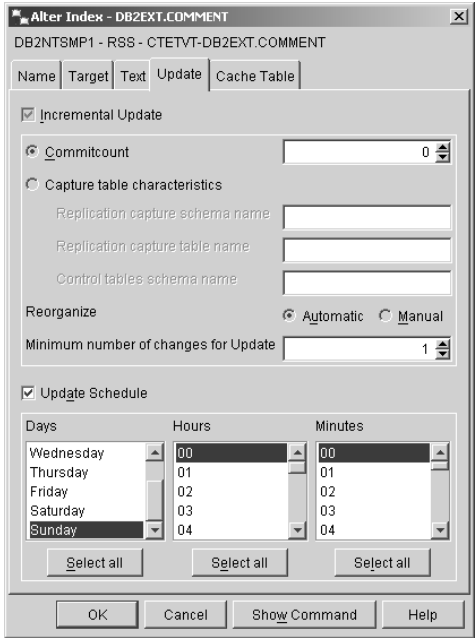 Alter Index - DB2EXT.COMMENT
DB2NTSMP1 - RSS - CTETVT-DB2EXT.COMMENT
Name Target Text Update Cache Table
Incremental Update
Commitcount 0
Capture table characteristics
Replication capture schema name
Replication capture table name
Control tables schema name
Reorganize Automatic Manual
Minimum number of changes for Update 1
Update Schedule
Days Hours Minutes
Wednesday 00 00
Thursday 01 01
Friday 02 02
Saturday 03 03
Sunday 04 04
Select all Select all Select all
OK Cancel Show Command Help